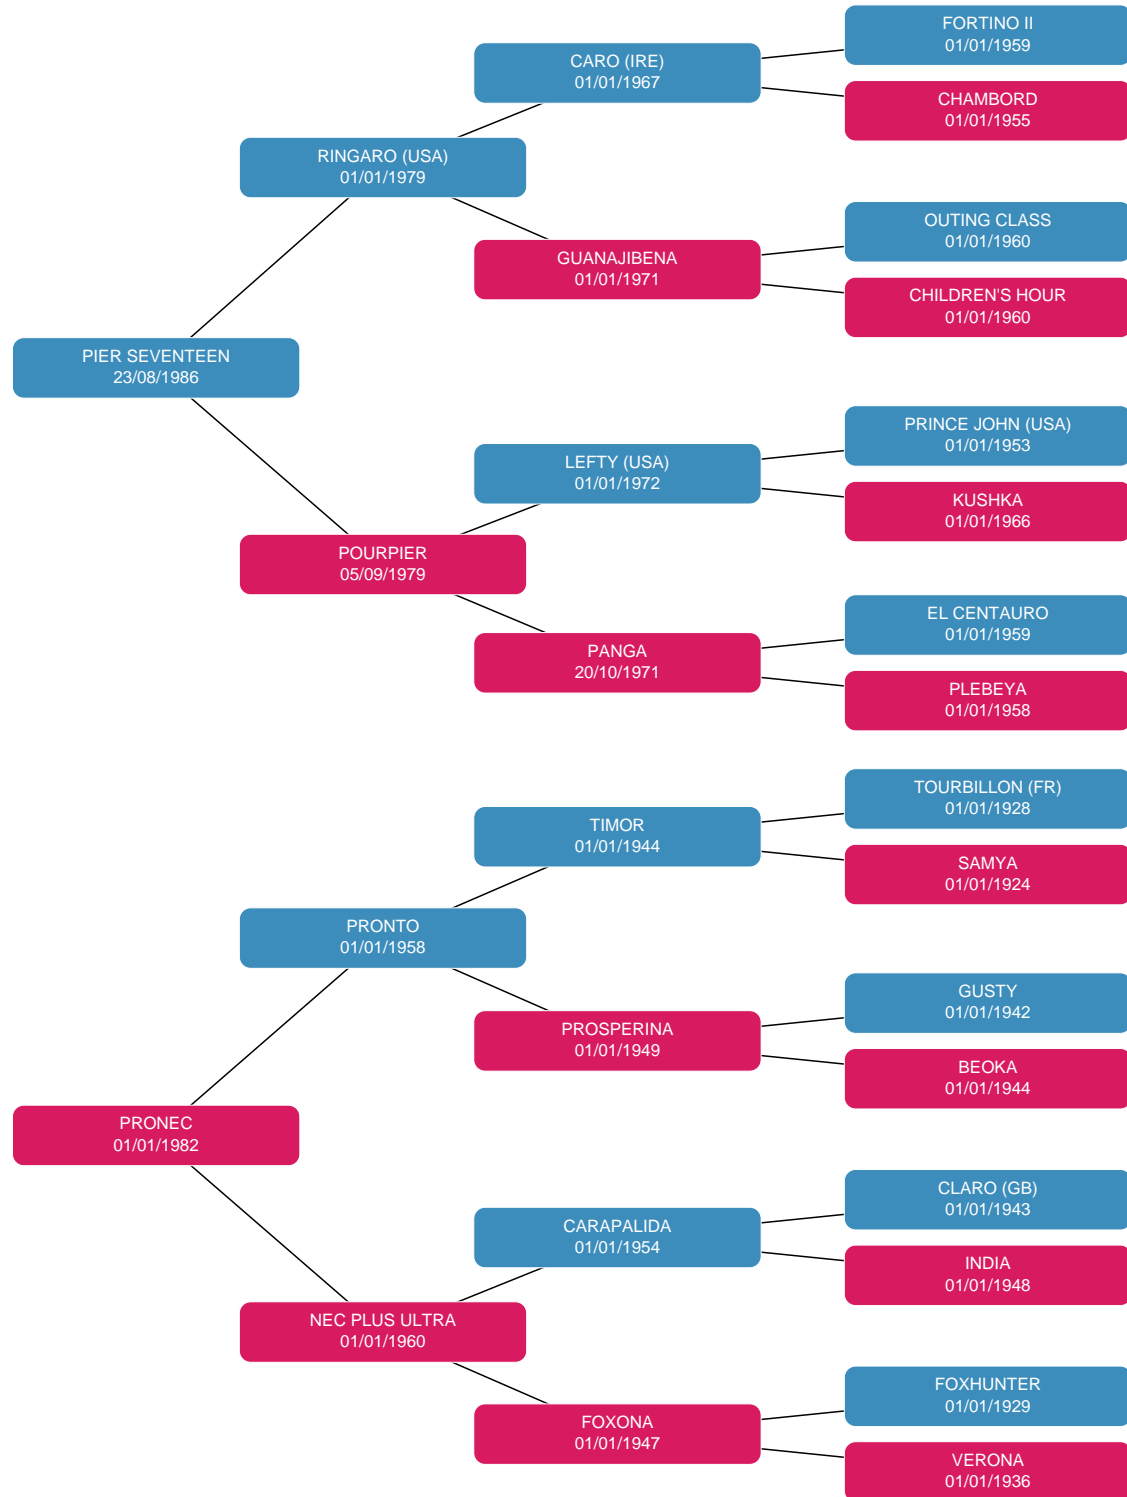 FORTINO II
01/01/1959
CARO (IRE)
01/01/1967
CHAMBORD
01/01/1955
RINGARO (USA)
01/01/1979
OUTING CLASS
01/01/1960
GUANAJIBENA
01/01/1971
CHILDREN'S HOUR
01/01/1960
PIER SEVENTEEN
23/08/1986
PRINCE JOHN (USA)
01/01/1953
LEFTY (USA)
01/01/1972
KUSHKA
01/01/1966
POURPIER
05/09/1979
EL CENTAURO
01/01/1959
PANGA
20/10/1971
PLEBEYA
01/01/1958
TOURBILLON (FR)
01/01/1928
TIMOR
01/01/1944
SAMYA
01/01/1924
PRONTO
01/01/1958
GUSTY
01/01/1942
PROSPERINA
01/01/1949
BEOKA
01/01/1944
PRONEC
01/01/1982
CLARO (GB)
01/01/1943
CARAPALIDA
01/01/1954
INDIA
01/01/1948
NEC PLUS ULTRA
01/01/1960
FOXHUNTER
01/01/1929
FOXONA
01/01/1947
VERONA
01/01/1936